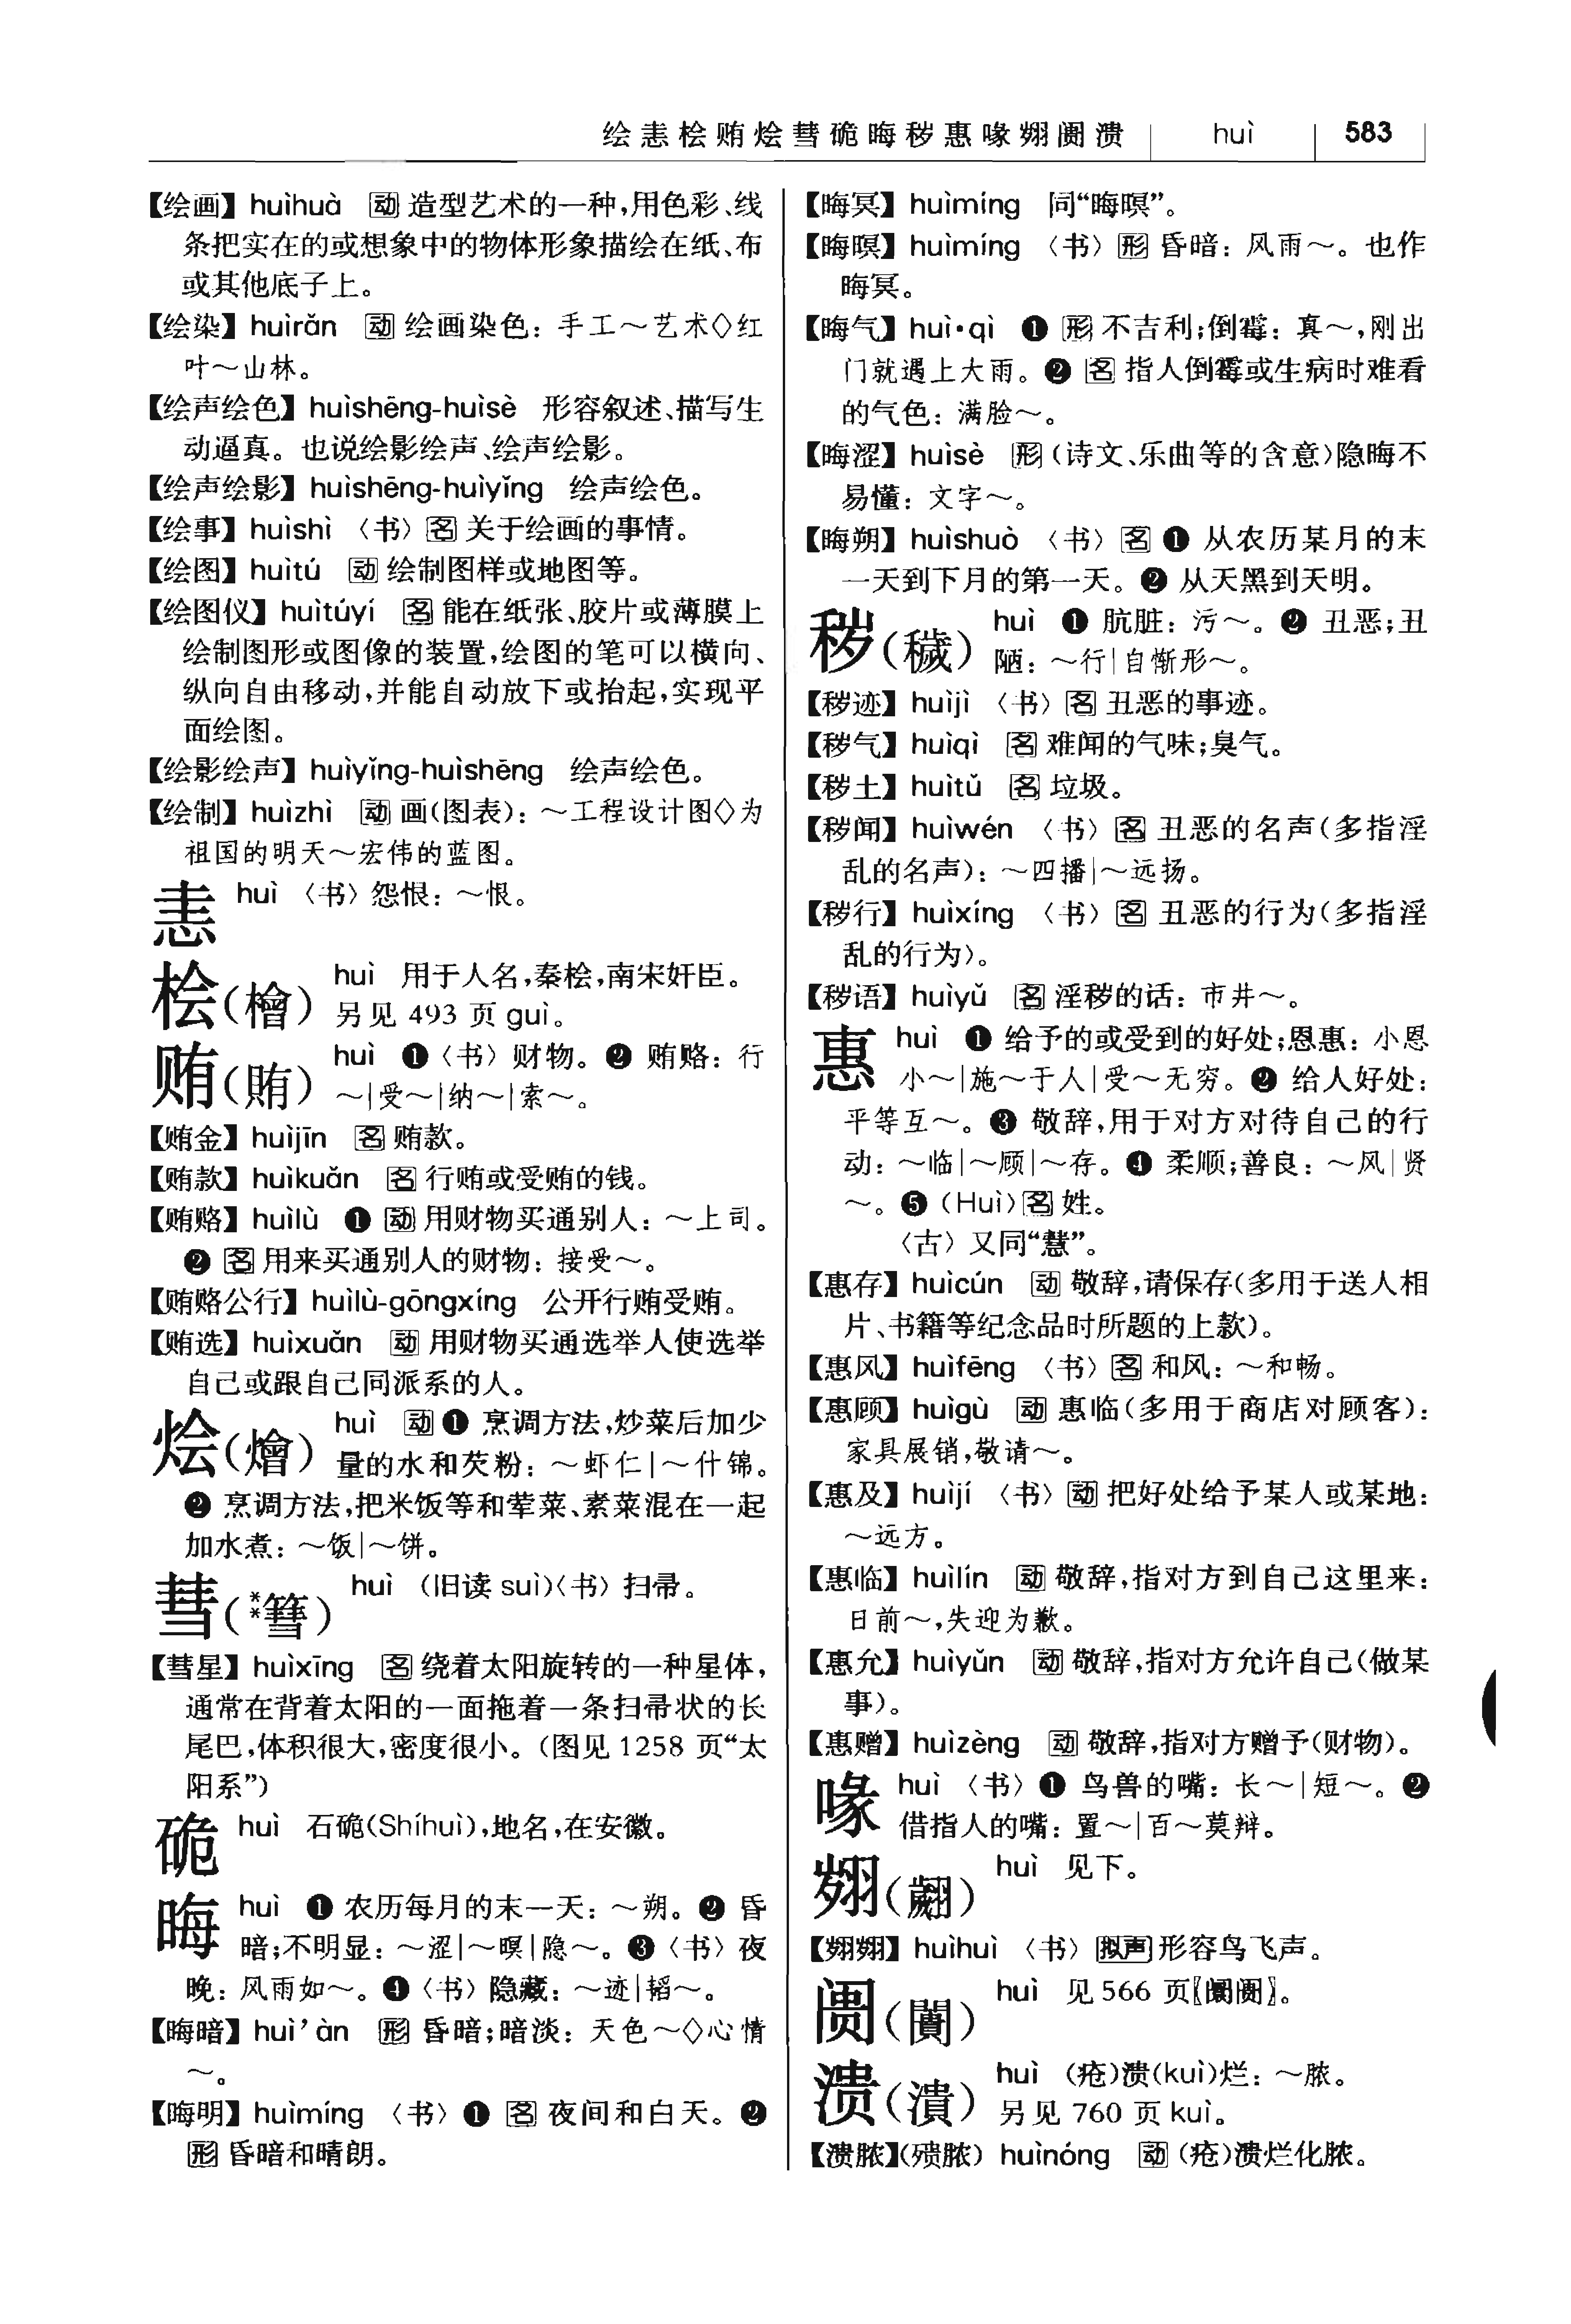 绘恚桧贿烩彗硊晦秽惠喙翙阓溃 huì 583
【绘画】 huìhuà 动 造型艺术的一种,用色彩、线
条把实在的或想象中的物体形象描绘在纸、布
或其他底子上。
【绘染】 huìrǎn 动 绘画染色：手工～艺术◇红
叶～山林。
【绘声绘色】 huìshēng-huìsè 形容叙述、描写生
动逼真。也说绘影绘声、绘声绘影。
【绘声绘影】 huìshēng-huìyǐng 绘声绘色。
【绘事】 huìshì 〈书〉 名 关于绘画的事情。
【绘图】 huìtú 动 绘制图样或地图等。
【绘图仪】 huìtúyí 名 能在纸张、胶片或薄膜上
绘制图形或图像的装置,绘图的笔可以横向、
纵向自由移动,并能自动放下或抬起,实现平
面绘图。
【绘影绘声】 huìyǐng-huìshēng 绘声绘色。
【绘制】 huìzhì 动 画(图表)：～工程设计图◇为
祖国的明天～宏伟的蓝图。
恚 huì 〈书〉 怨恨：～恨。
桧(檜) huì 用于人名,秦桧,南宋奸臣。
另见 493 页 guì。
贿(賄) huì ❶〈书〉财物。❷ 贿赂：行
～|受～|纳～|索～。
【贿金】 huìjīn 名 贿款。
【贿款】 huìkuǎn 名 行贿或受贿的钱。
【贿赂】 huìlù ❶ 动 用财物买通别人：～上司。
❷ 名 用来买通别人的财物：接受～。
【贿赂公行】 huìlù-gōngxíng 公开行贿受贿。
【贿选】 huìxuǎn 动 用财物买通选举人使选举
自己或跟自己同派系的人。
烩(燴) huì 动 ❶ 烹调方法,炒菜后加少
量的水和芡粉：～虾仁|～什锦。
❷ 烹调方法,把米饭等和荤菜、素菜混在一起
加水煮：～饭|～饼。
彗(**篲) huì (旧读 suì)〈书〉扫帚。
【彗星】 huìxīng 名 绕着太阳旋转的一种星体,
通常在背着太阳的一面拖着一条扫帚状的长
尾巴,体积很大,密度很小。(图见 1258 页“太
阳系”)
硊 huì 石硊(Shíhuì),地名,在安徽。
晦 huì ❶ 农历每月的末一天：～朔。❷ 昏
暗;不明显：～涩|～暝|隐～。❸〈书〉夜
晚：风雨如～。❹〈书〉隐藏：～迹|韬～。
【晦暗】 huì’àn 形 昏暗;暗淡：天色～◇心情
～。
【晦明】 huìmíng 〈书〉❶ 名 夜间和白天。❷
形 昏暗和晴朗。
【晦冥】 huìmíng 同“晦暝”。
【晦暝】 huìmíng 〈书〉形 昏暗：风雨～。也作
晦冥。
【晦气】 huì·qì ❶ 形 不吉利;倒霉：真～,刚出
门就遇上大雨。❷ 名 指人倒霉或生病时难看
的气色：满脸～。
【晦涩】 huìsè 形 (诗文、乐曲等的含意)隐晦不
易懂：文字～。
【晦朔】 huìshuò 〈书〉名 ❶ 从农历某月的末
一天到下月的第一天。❷ 从天黑到天明。
秽(穢) huì ❶ 肮脏：污～。❷ 丑恶;丑
陋：～行|自惭形～。
【秽迹】 huìjì 〈书〉名 丑恶的事迹。
【秽气】 huìqì 名 难闻的气味;臭气。
【秽土】 huìtǔ 名 垃圾。
【秽闻】 huìwén 〈书〉名 丑恶的名声(多指淫
乱的名声)：～四播|～远扬。
【秽行】 huìxíng 〈书〉名 丑恶的行为(多指淫
乱的行为)。
【秽语】 huìyǔ 名 淫秽的话：市井～。
惠 huì ❶ 给予的或受到的好处;恩惠：小恩
小～|施～于人|受～无穷。❷ 给人好处：
平等互～。❸ 敬辞,用于对方对待自己的行
动：～临|～顾|～存。❹ 柔顺;善良：～风|贤
～。❺ (Huì)名 姓。
〈古〉又同“慧”。
【惠存】 huìcún 动 敬辞,请保存(多用于送人相
片、书籍等纪念品时所题的上款)。
【惠风】 huìfēng 〈书〉名 和风：～和畅。
【惠顾】 huìgù 动 惠临(多用于商店对顾客)：
家具展销,敬请～。
【惠及】 huìjí 〈书〉动 把好处给予某人或某地：
～远方。
【惠临】 huìlín 动 敬辞,指对方到自己这里来：
日前～,失迎为歉。
【惠允】 huìyǔn 动 敬辞,指对方允许自己(做某
事)。
【惠赠】 huìzèng 动 敬辞,指对方赠予(财物)。
喙 huì 〈书〉❶ 鸟兽的嘴：长～|短～。❷
借指人的嘴：置～|百～莫辩。
翙(翽) huì 见下。
【翙翙】 huìhuì 〈书〉拟声 形容鸟飞声。
阓(闠) huì 见 566 页〖阛阓〗。
溃(潰) huì (疮)溃(kuì)烂：～脓。
另见 760 页 kuì。
【溃脓】(殨脓) huìnóng 动 (疮)溃烂化脓。